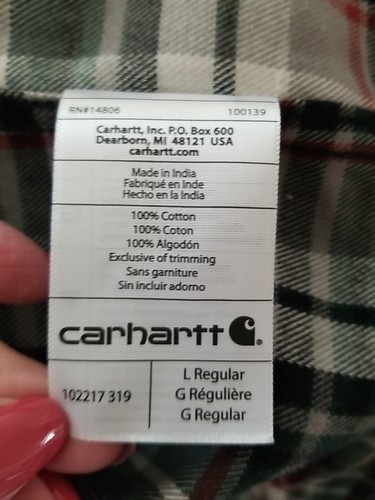 RN#14806 100139
Carhartt, Inc. P.O. Box 600
Dearborn, MI 48121 USA
carhartt.com
Made in India
Fabriqué en Inde
Hecho en la India
100% Cotton
100% Coton
100% Algodón
Exclusive of trimming
Sans garniture
Sin incluir adorno
carhartt
102217 319
L Regular
G Régulière
G Regular